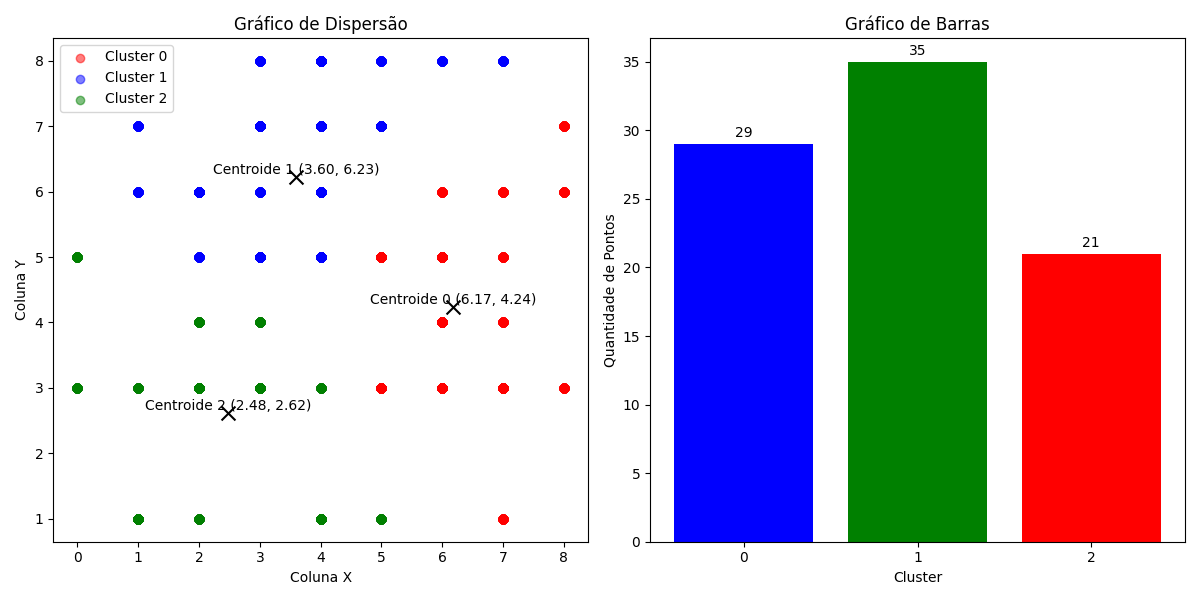 Gráfico de Dispersão
Cluster 0
Cluster 1
Cluster 2
8
7
6
5
4
3
2
1
Coluna Y
Centroide 1 (3.60, 6.23)
Centroide 0 (6.17, 4.24)
Centroide 2 (2.48, 2.62)
0 1 2 3 4 5 6 7 8
Coluna X
Gráfico de Barras
35
30
25
20
15
10
5
0
Quantidade de Pontos
29
35
21
0 1 2
Cluster